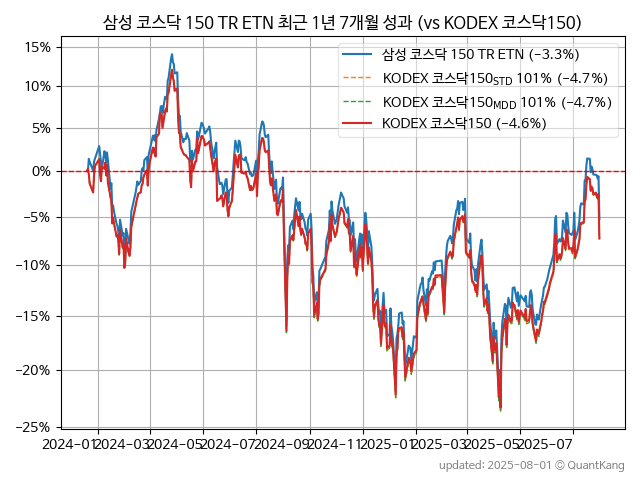 삼성 코스닥 150 TR ETN 최근 1년 7개월 성과 (vs KODEX 코스닥150)
삼성 코스닥 150 TR ETN (−3.3%)
KODEX 코스닥150STD 101% (−4.7%)
KODEX 코스닥150MDD 101% (−4.7%)
KODEX 코스닥150 (−4.6%)
15%
10%
5%
0%
−5%
−10%
−15%
−20%
−25%
2024-01 2024-03 2024-05 2024-07 2024-09 2024-11 2025-01 2025-03 2025-05 2025-07
updated: 2025-08-01 © QuantKang